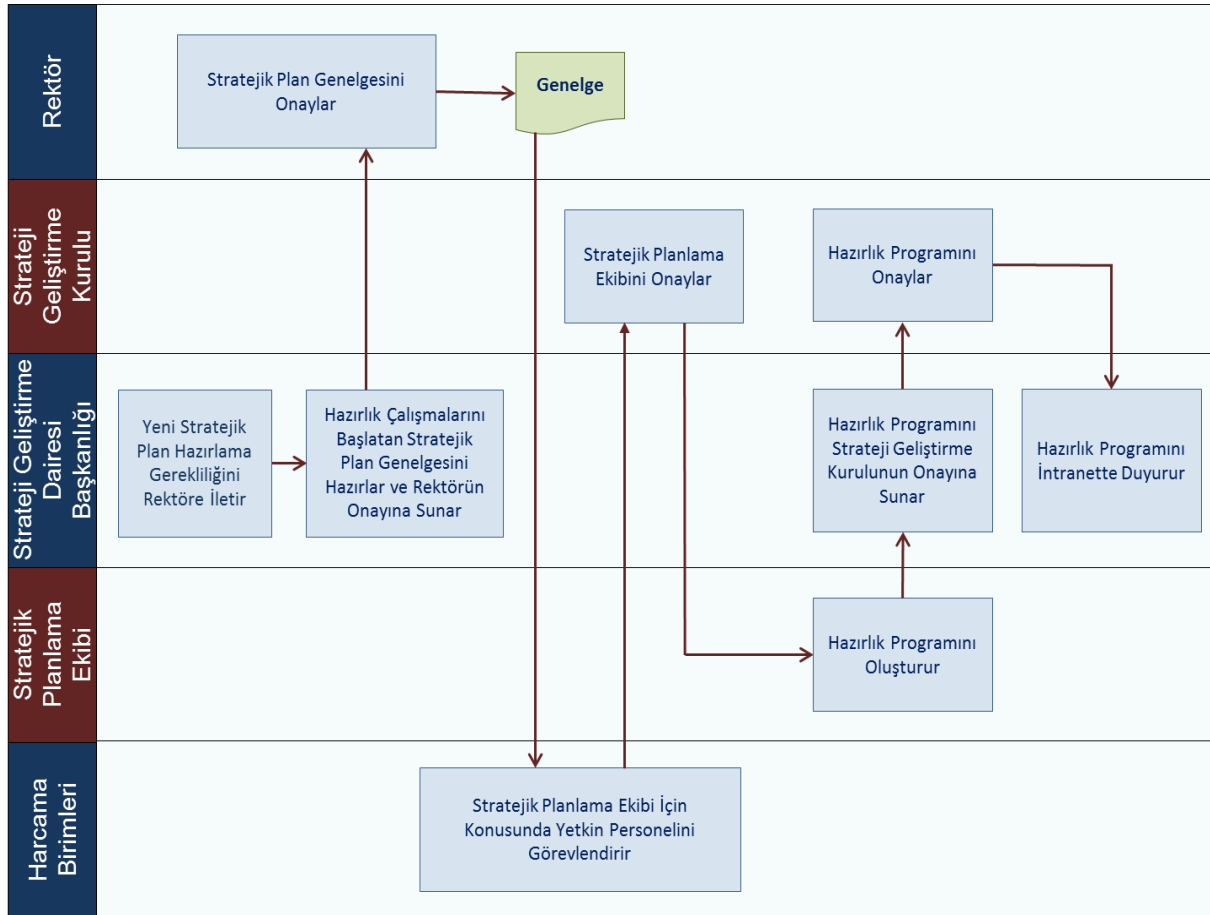 Rektör
Stratejik Plan Genelgesini
Onaylar
Genelge
Strateji
Geliştirme
Kurulu
Stratejik Planlama
Ekibini Onaylar
Hazırlık Programını
Onaylar
Strateji Geliştirme
Dairesi
Başkanlığı
Yeni Stratejik
Plan Hazırlama
Gerekliliğini
Rektöre İletir
Hazırlık Çalışmalarını
Başlatan Stratejik
Plan Genelgesini
Hazırlar ve Rektörün
Onayına Sunar
Hazırlık Programını
Strateji Geliştirme
Kurulunun Onayına
Sunar
Hazırlık Programını
İntranette Duyurur
Stratejik
Planlama
Ekibi
Hazırlık Programını
Oluşturur
Harcama
Birimleri
Stratejik Planlama Ekibi İçin
Konusunda Yetkin Personelini
Görevlendirir